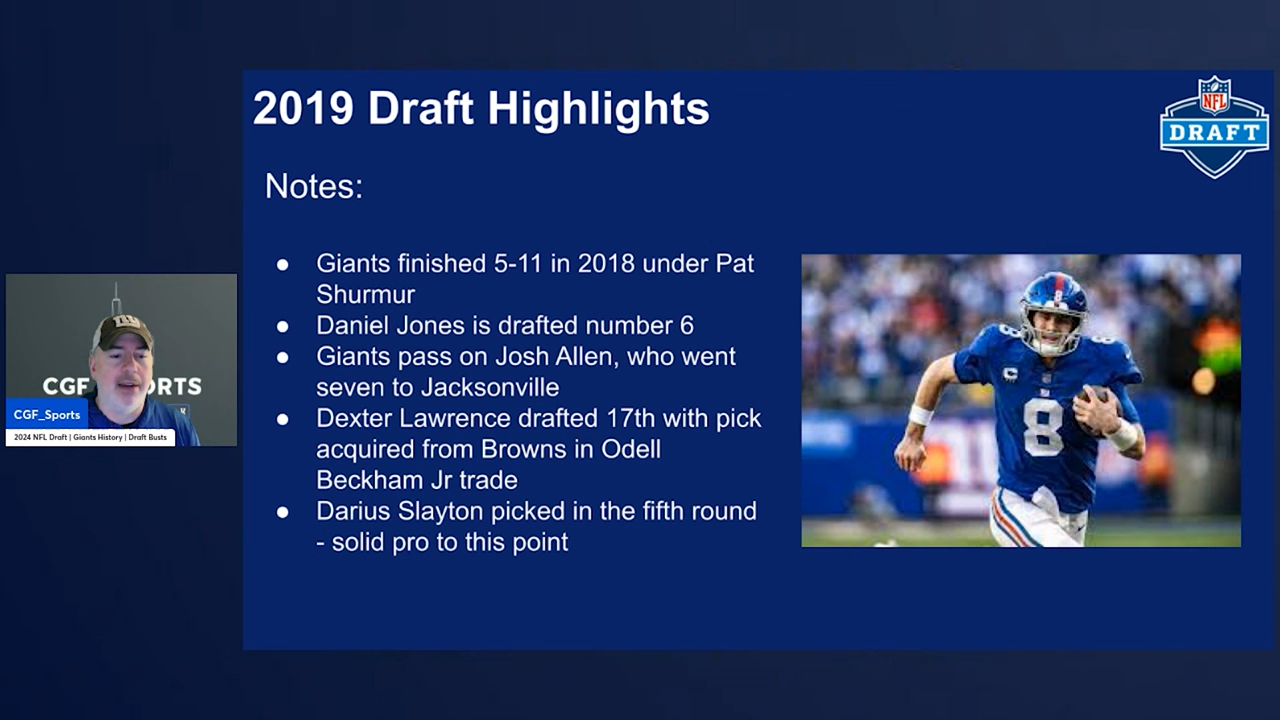 2019 Draft Highlights
NFL
DRAFT
Notes:
● Giants finished 5-11 in 2018 under Pat
Shurmur
● Daniel Jones is drafted number 6
● Giants pass on Josh Allen, who went
seven to Jacksonville
● Dexter Lawrence drafted 17th with pick
acquired from Browns in Odell
Beckham Jr trade
● Darius Slayton picked in the fifth round
- solid pro to this point
8
CGF SPORTS
CGF_Sports
2024 NFL Draft | Giants History | Draft Busts